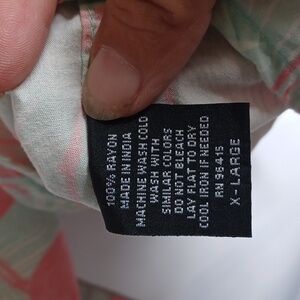 100% RAYON
MADE IN INDIA
MACHINE WASH COLD
WASH WITH
SIMILAR COLORS
DO NOT BLEACH
LAY FLAT TO DRY
COOL IRON IF NEEDED
RN 96415
X-LARGE